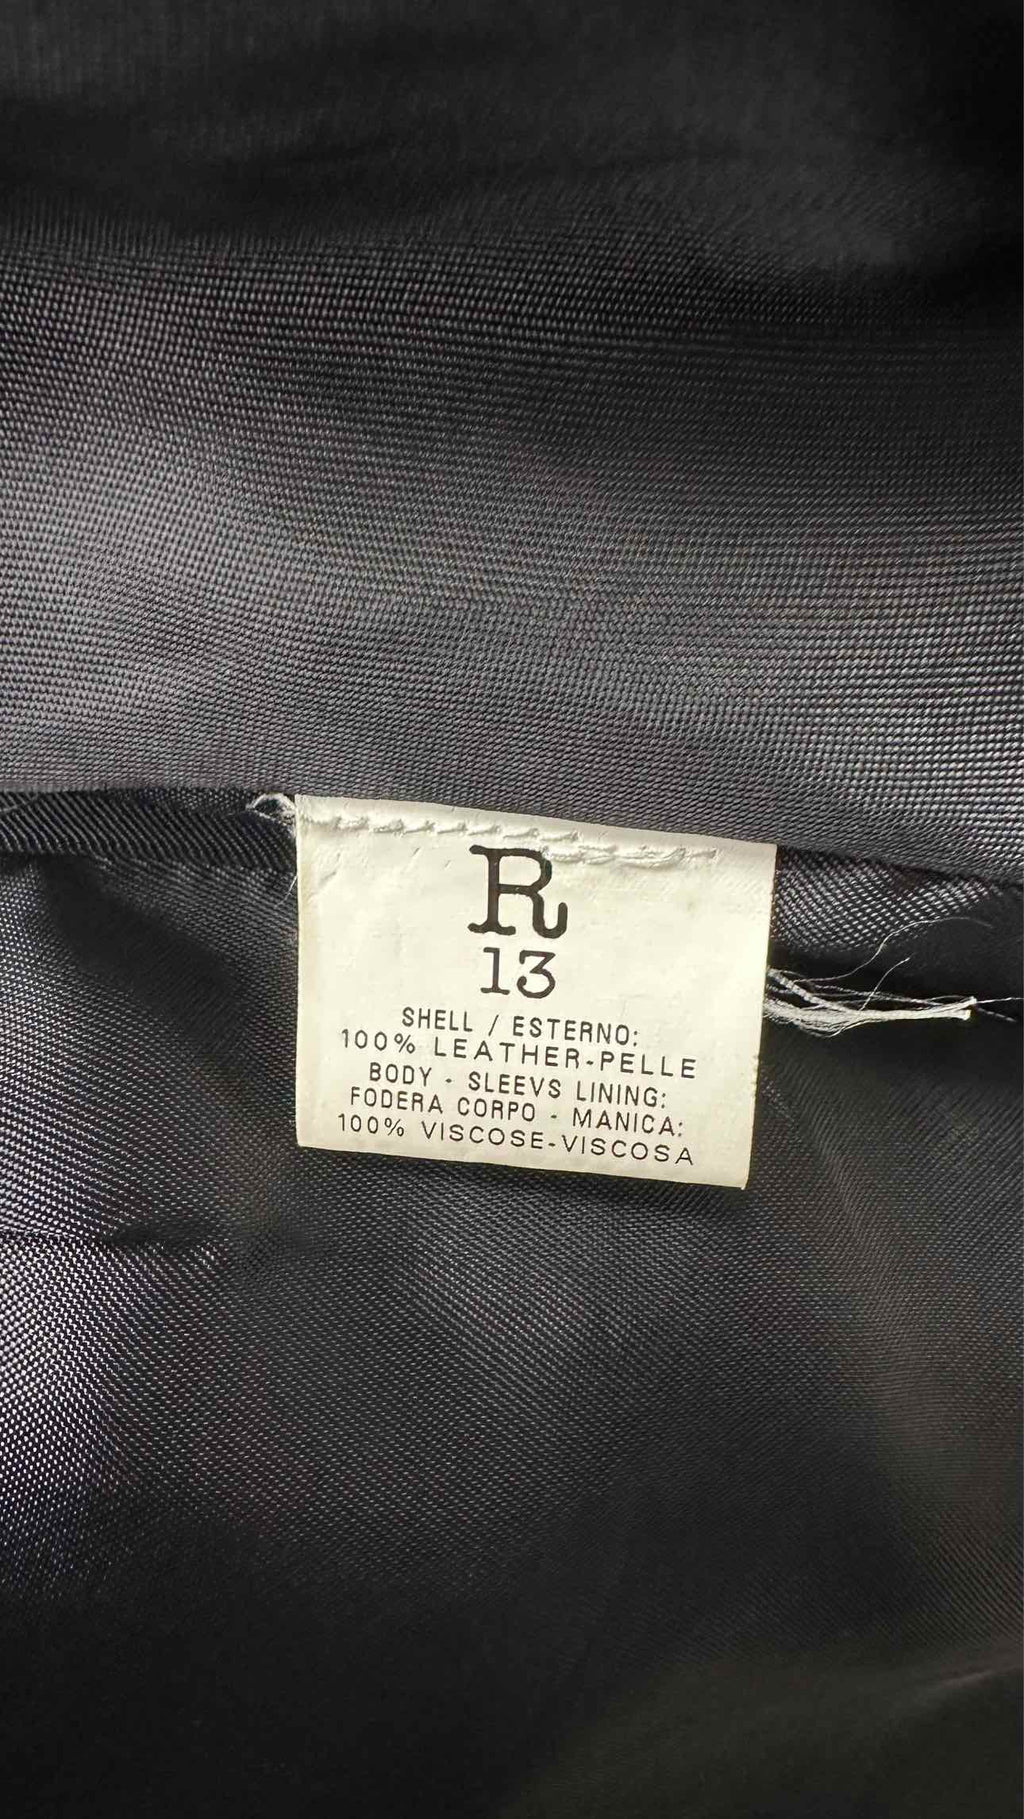 R
13
SHELL / ESTERNO:
100% LEATHER-PELLE
BODY - SLEEVS LINING:
FODERA CORPO - MANICA:
100% VISCOSE-VISCOSA